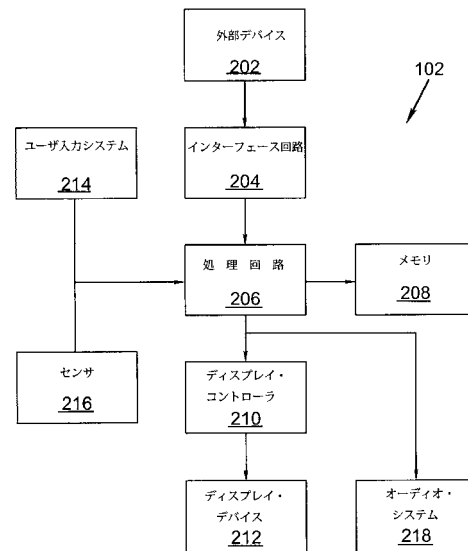 外部デバイス
202
102
ユーザ入力システム
214
インターフェース回路
204
処理回路
206
メモリ
208
センサ
216
ディスプレイ・
コントローラ
210
ディスプレイ・
デバイス
212
オーディオ・
システム
218